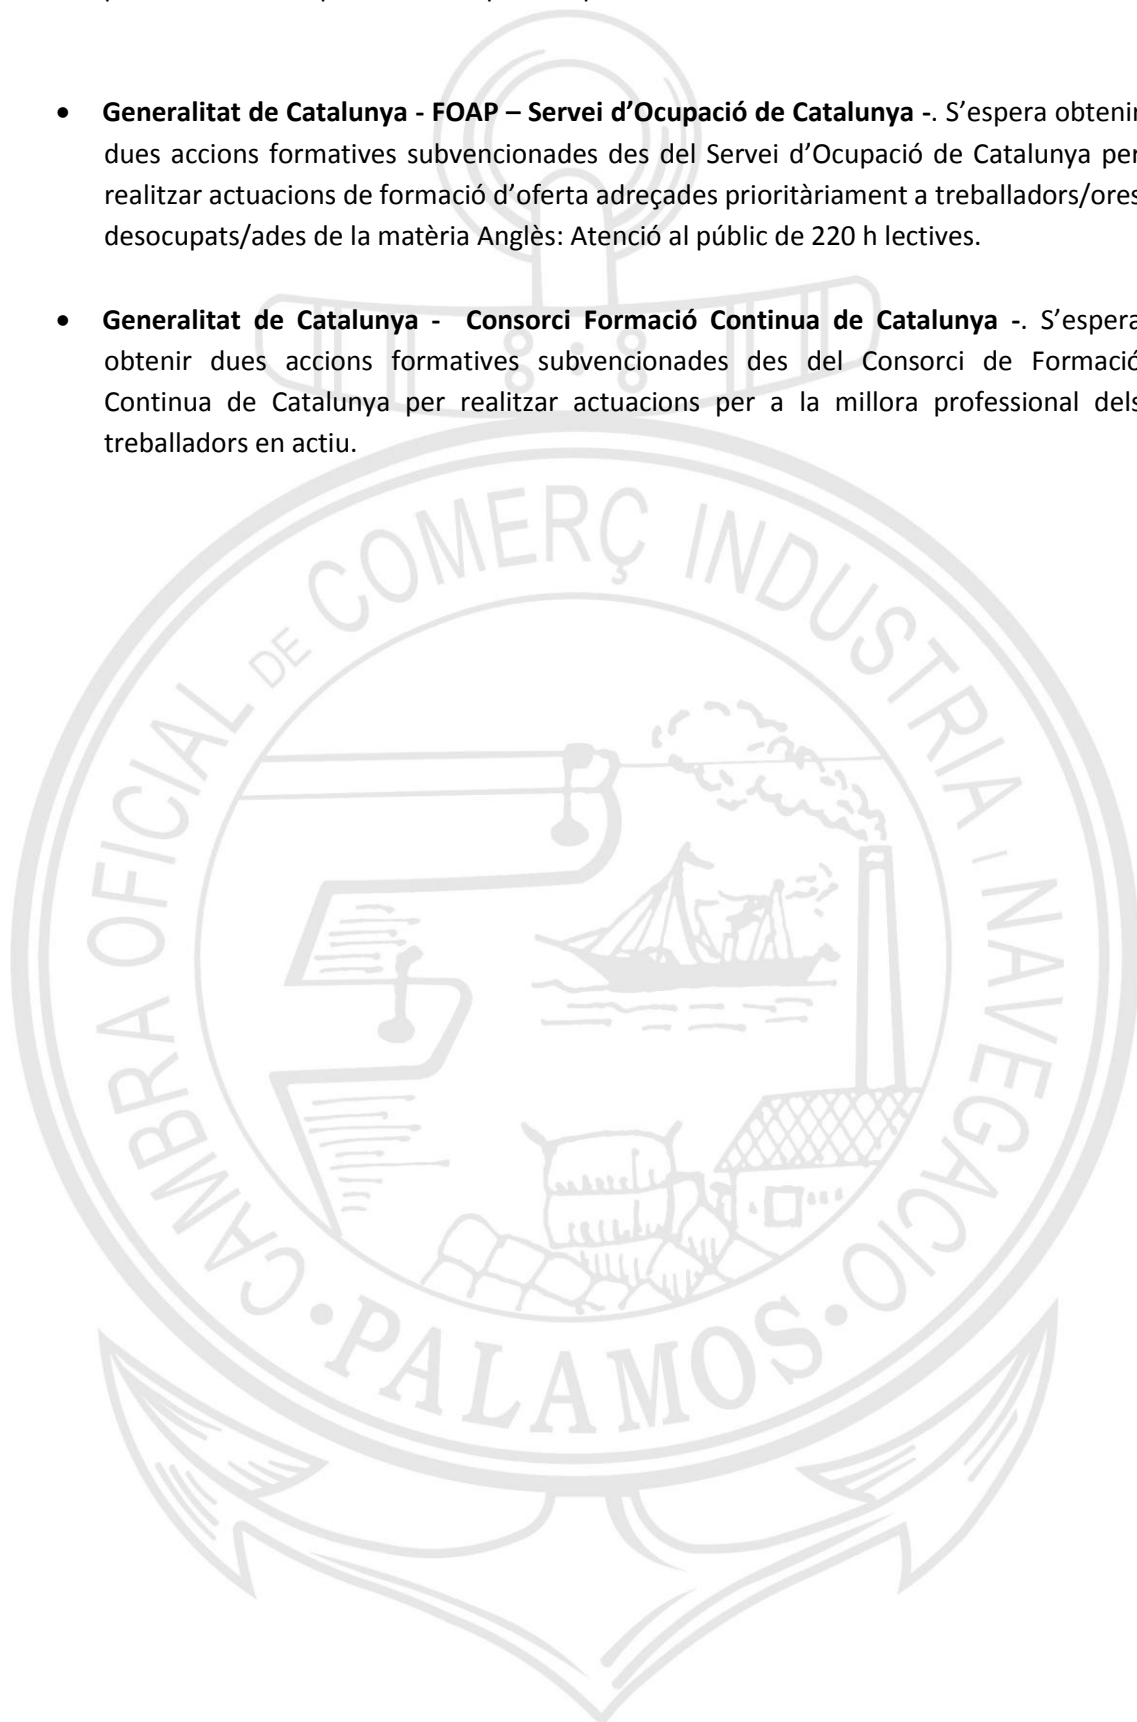 • Generalitat de Catalunya - FOAP – Servei d’Ocupació de Catalunya -. S’espera obtenir
dues accions formatives subvencionades des del Servei d’Ocupació de Catalunya per
realitzar actuacions de formació d’oferta adreçades prioritàriament a treballadors/ores
desocupats/ades de la matèria Anglès: Atenció al públic de 220 h lectives.
• Generalitat de Catalunya - Consorci Formació Continua de Catalunya -. S’espera
obtenir dues accions formatives subvencionades des del Consorci de Formació
Continua de Catalunya per realitzar actuacions per a la millora professional dels
treballadors en actiu.
CAMBRA OFICIAL DE COMERÇ INDUSTRIA I NAVEGACIO
• PALAMOS •